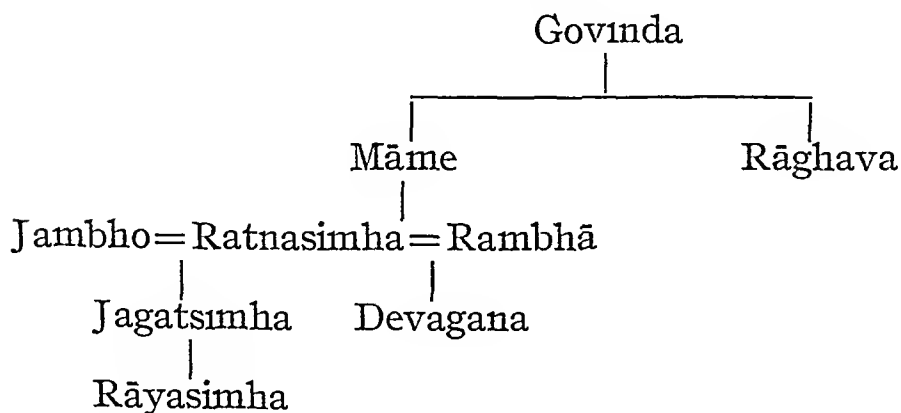 Govinda
Māme Rāghava
Jambho=Ratnasimha=Rambhā
Jagatsimha Devagana
Rāyasimha